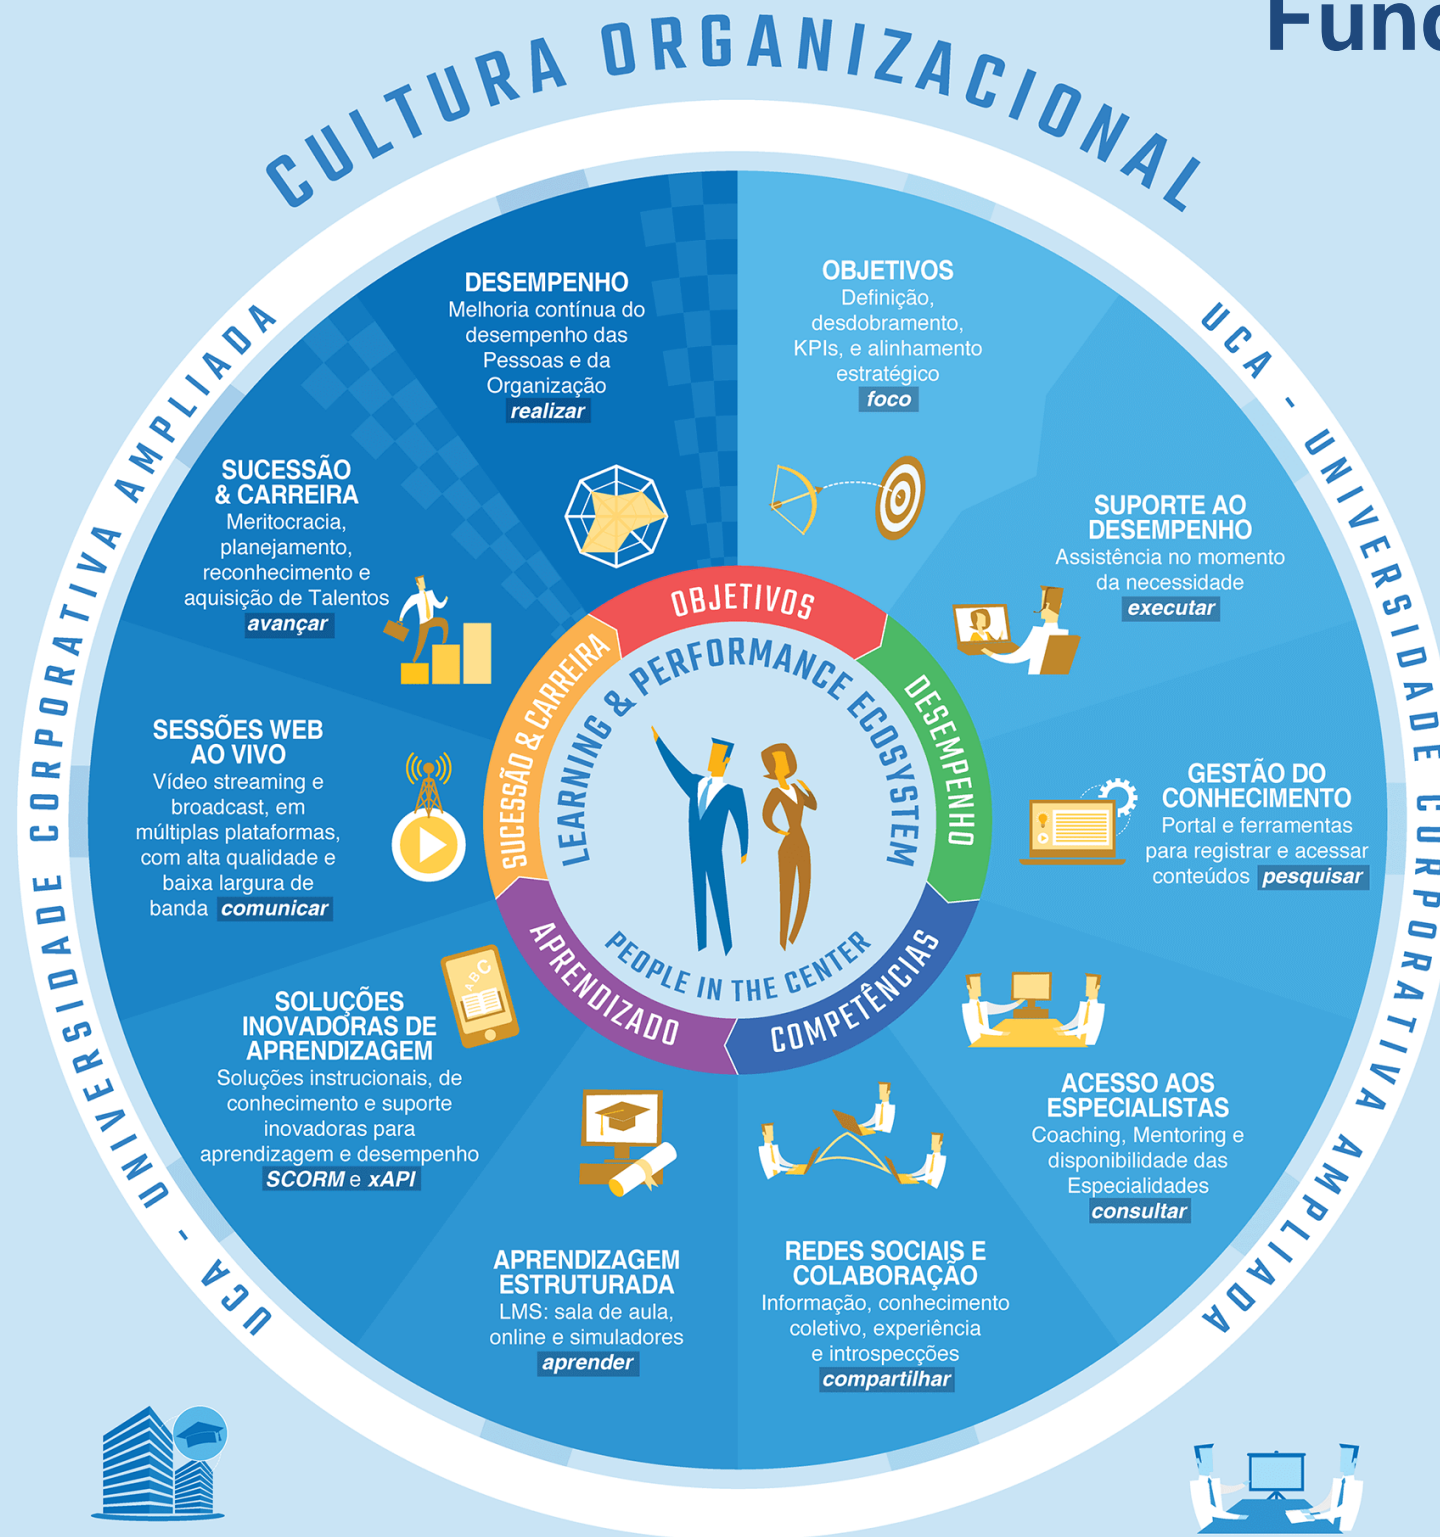 Func
CULTURA ORGANIZACIONAL
UCA - UNIVERSIDADE CORPORATIVA AMPLIADA
UCA - UNIVERSIDADE CORPORATIVA AMPLIADA
OBJETIVOS
Definição,
desdobramento,
KPIs, e alinhamento
estratégico
foco
SUPORTE AO
DESEMPENHO
Assistência no momento
da necessidade
executar
GESTÃO DO
CONHECIMENTO
Portal e ferramentas
para registrar e acessar
conteúdos pesquisar
ACESSO AOS
ESPECIALISTAS
Coaching, Mentoring e
disponibilidade das
Especialidades
consultar
REDES SOCIAIS E
COLABORAÇÃO
Informação, conhecimento
coletivo, experiência
e introspecções
compartilhar
APRENDIZAGEM
ESTRUTURADA
LMS: sala de aula,
online e simuladores
aprender
SOLUÇÕES
INOVADORAS DE
APRENDIZAGEM
Soluções instrucionais, de
conhecimento e suporte
inovadoras para
aprendizagem e desempenho
SCORM e xAPI
ABC
SESSÕES WEB
AO VIVO
Vídeo streaming e
broadcast, em
múltiplas plataformas,
com alta qualidade e
baixa largura de
banda comunicar
SUCESSÃO
& CARREIRA
Meritocracia,
planejamento,
reconhecimento e
aquisição de Talentos
avançar
DESEMPENHO
Melhoria contínua do
desempenho das
Pessoas e da
Organização
realizar
OBJETIVOS
DESEMPENHO
COMPETÊNCIAS
APRENDIZADO
SUCESSÃO & CARREIRA
LEARNING & PERFORMANCE ECOSYSTEM
PEOPLE IN THE CENTER